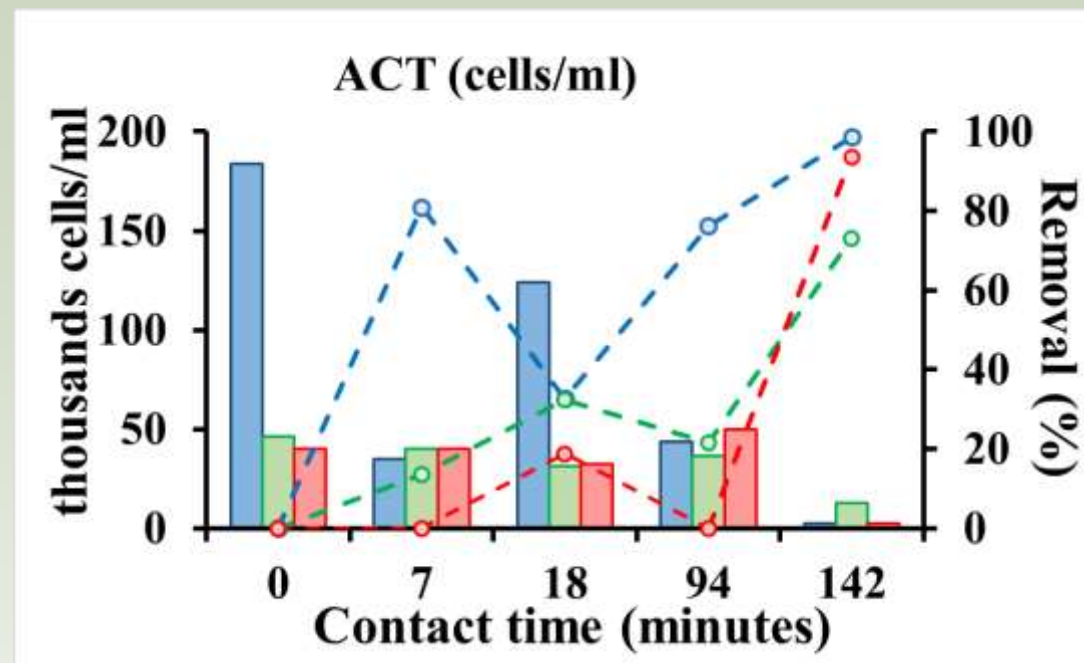 ACT (cells/ml)
thousands cells/ml
200
150
100
50
0
100
80
60
40
20
0
Removal (%)
0 7 18 94 142
Contact time (minutes)